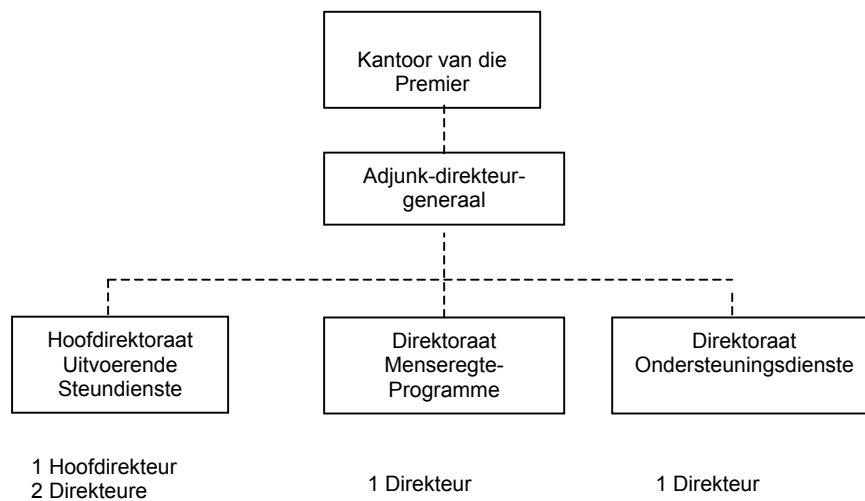 Kantoor van die
Premier
Adjunk-direkteur-
generaal
Hoofdirektoraat
Uitvoerende
Steundienste
Direktoraat
Menseregte-
Programme
Direktoraat
Ondersteuningsdienste
1 Hoofdirekteur
2 Direkteure
1 Direkteur
1 Direkteur